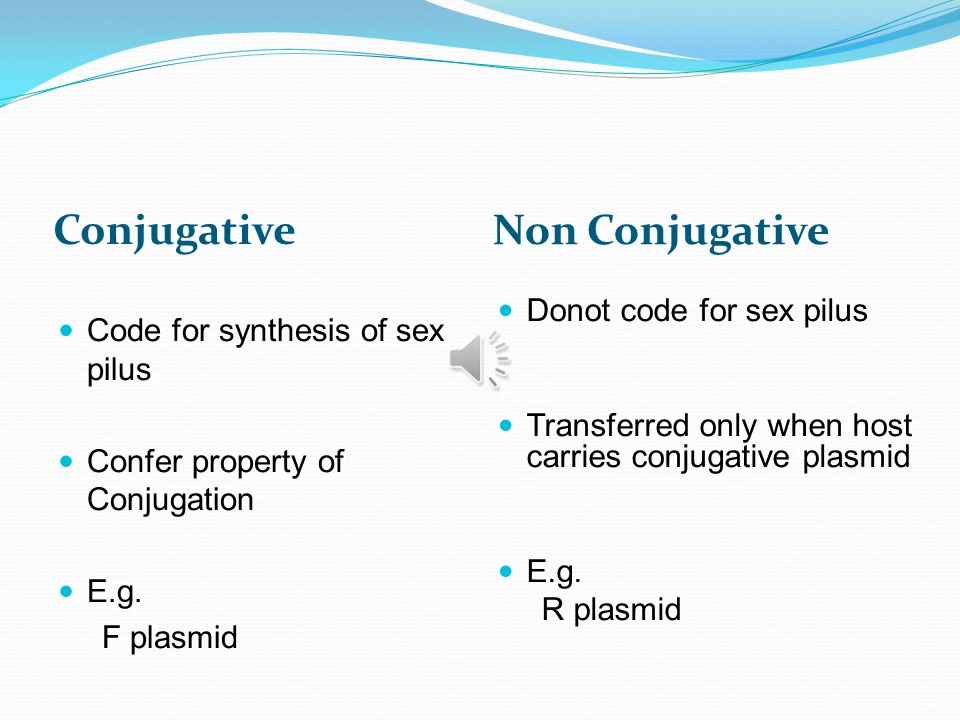 Conjugative
• Code for synthesis of sex
pilus
• Confer property of
Conjugation
• E.g.
F plasmid
Non Conjugative
• Donot code for sex pilus
• Transferred only when host
carries conjugative plasmid
• E.g.
R plasmid